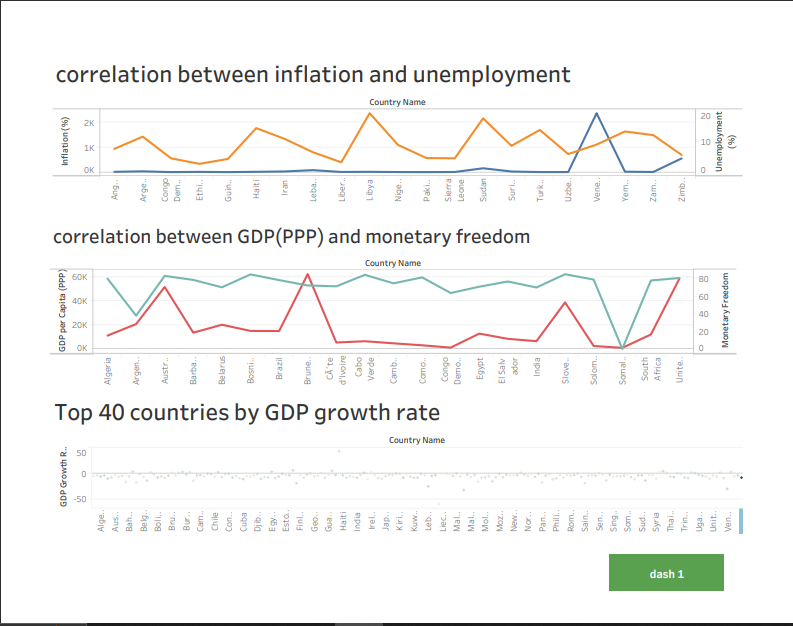 correlation between inflation and unemployment
Country Name
Inflation (%)
2K
1K
0K
20
10
0
Unemployment
(%)
Ang..
Arge..
Congo
Dem..
Ethi..
Guin..
Haiti
Iran
Leba..
Liber..
Libya
Nige..
Paki..
Sierra
Leone
Sudan
Suri..
Turk..
Uzbe..
Vene..
Yem..
Zam..
Zimb..
correlation between GDP(PPP) and monetary freedom
Country Name
GDP per Capita (PPP)
60K
40K
20K
0K
80
60
40
20
0
Monetary Freedom
Algeria
Argen..
Austr..
Barba..
Belarus
Bosni..
Brazil
Brune..
CÃ´te
d'Ivoire
Cabo
Verde
Camb..
Como..
Congo
Demo..
Egypt
El Salv
ador
India
Slove..
Solom..
Somal..
South
Africa
Unite..
Top 40 countries by GDP growth rate
Country Name
GDP Growth R..
50
0
-50
Alge..
Aus..
Bah..
Belg..
Boli..
Bru..
Bur..
Cam..
Chile
Con..
Cuba
Djib..
Egy..
Esto..
Finl..
Geo..
Gua..
Haiti
India
Irel..
Jap..
Kiri..
Kuw..
Leb..
Liec..
Mal..
Mal..
Mol..
Moz..
New..
Nor..
Pan..
Phili..
Rom..
Sain..
Sen..
Sing..
Som..
Sud..
Syria
Thai..
Trin..
Uga..
Unit..
Ven..
dash 1